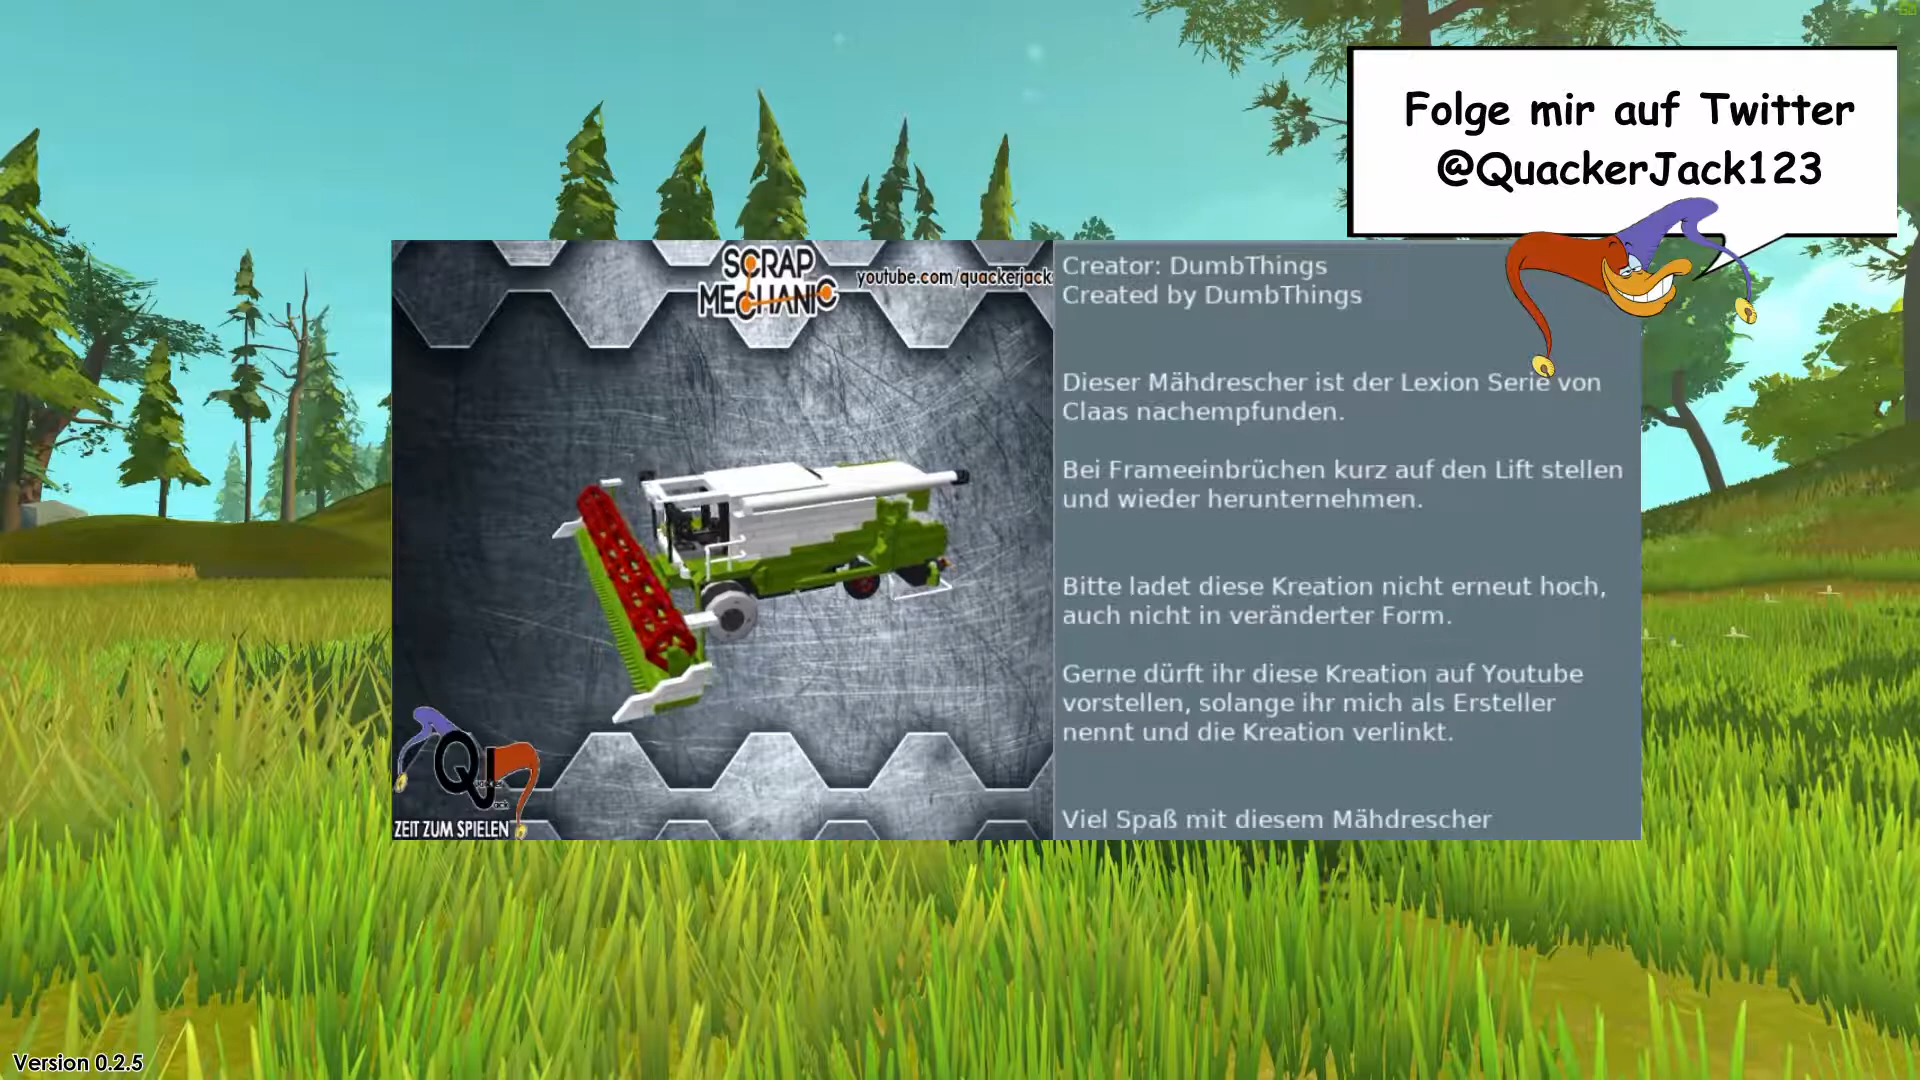 Folge mir auf Twitter
@QuackerJack123
SCRAP
MECHANIC
youtube.com/quackerjack
Creator: DumbThings
Created by DumbThings
Dieser Mähdrescher ist der Lexion Serie von
Claas nachempfunden.
Bei Frameeinbrüchen kurz auf den Lift stellen
und wieder herunternehmen.
Bitte ladet diese Kreation nicht erneut hoch,
auch nicht in veränderter Form.
Gerne dürft ihr diese Kreation auf Youtube
vorstellen, solange ihr mich als Ersteller
nennt und die Kreation verlinkt.
Viel Spaß mit diesem Mähdrescher
QJ
ZEIT ZUM SPIELEN
Version 0.2.5